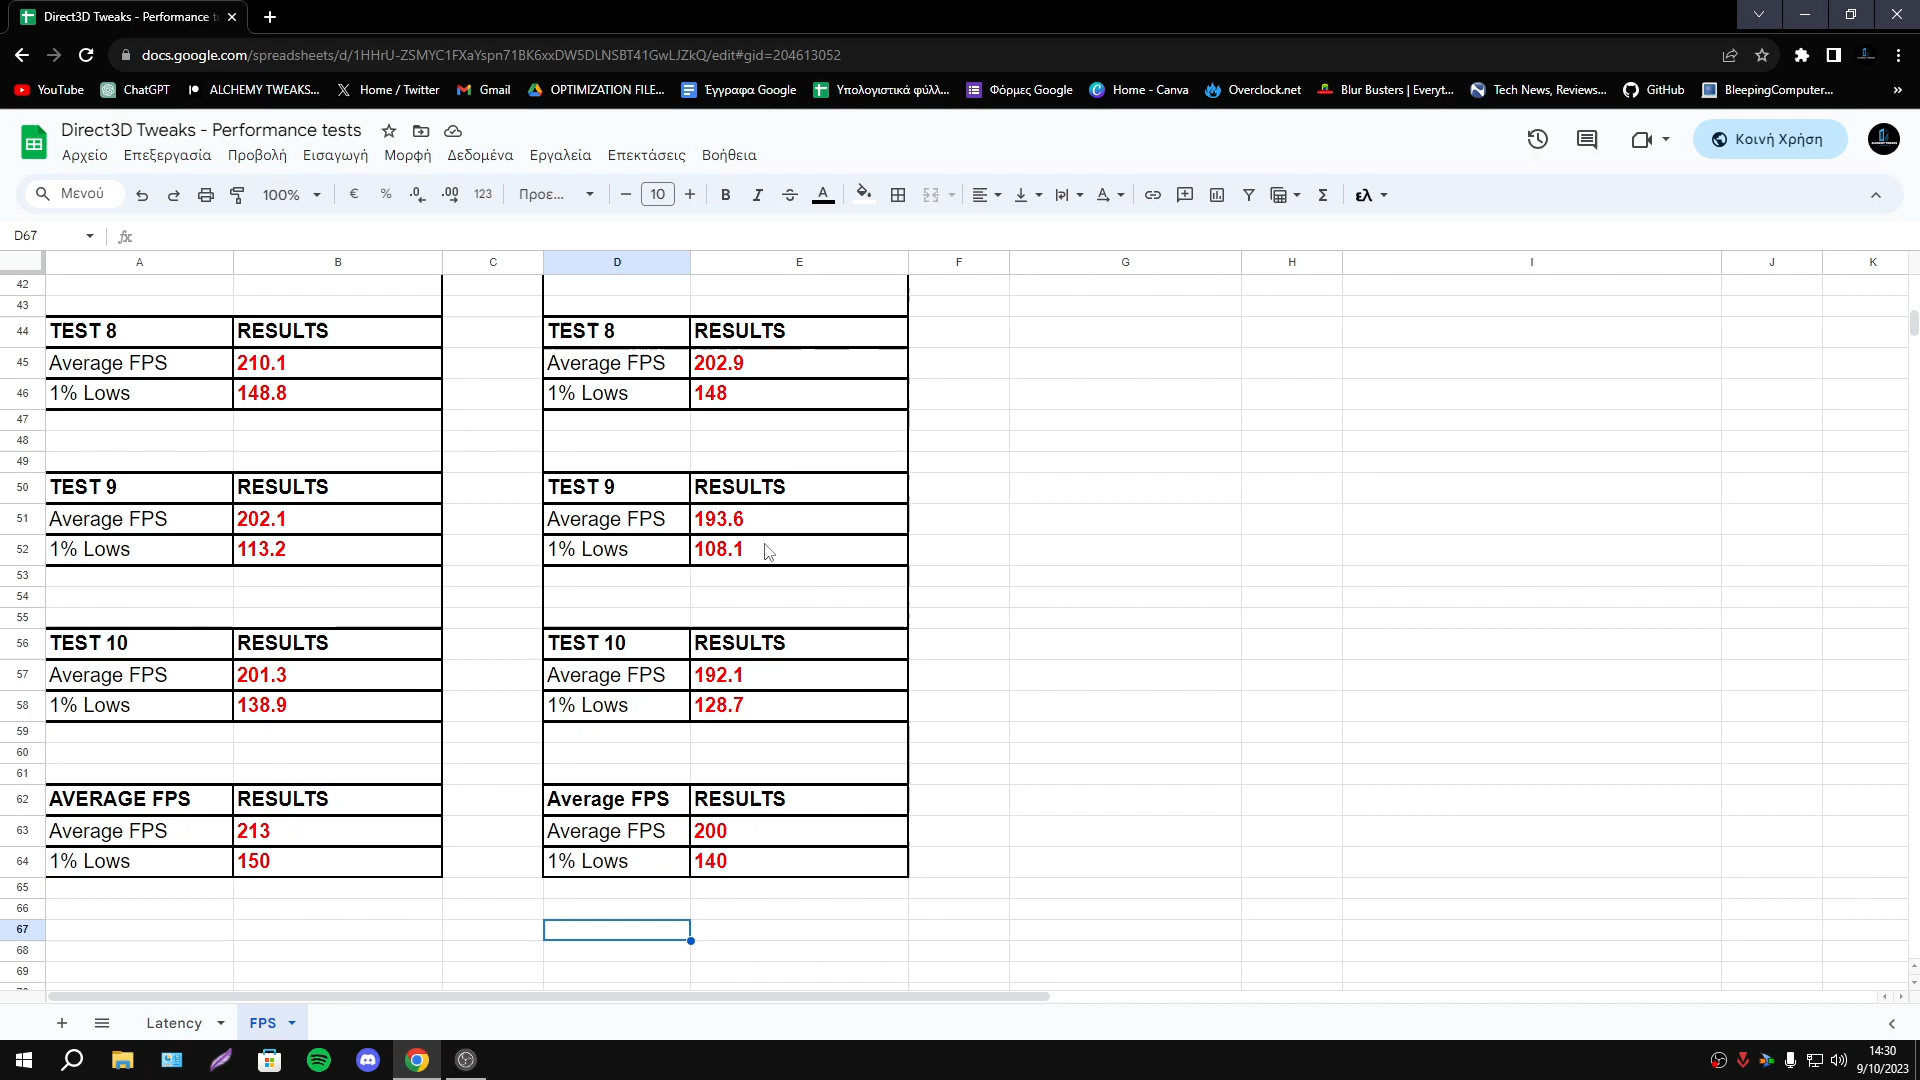 Direct3D Tweaks - Performance t
docs.google.com/spreadsheets/d/1HHrU-ZSMYC1FXaYspn71BK6xxDW5DLNSBT41GwLJZkQ/edit#gid=204613052
YouTube ChatGPT ALCHEMY TWEAKS... Home / Twitter Gmail OPTIMIZATION FILE... Έγγραφα Google Υπολογιστικά φύλλ... Φόρμες Google Home - Canva Overclock.net Blur Busters | Everyt... Tech News, Reviews... GitHub BleepingComputer... »
Direct3D Tweaks - Performance tests
Αρχείο Επεξεργασία Προβολή Εισαγωγή Μορφή Δεδομένα Εργαλεία Επεκτάσεις Βοήθεια
Κοινή Χρήση
Μενού 100% € % .0 .00 123 Προε... − 10 + B I A Σ ελ
D67 fx
A B C D E F G H I J K
42
43
44 TEST 8 RESULTS TEST 8 RESULTS
45 Average FPS 210.1 Average FPS 202.9
46 1% Lows 148.8 1% Lows 148
47
48
49
50 TEST 9 RESULTS TEST 9 RESULTS
51 Average FPS 202.1 Average FPS 193.6
52 1% Lows 113.2 1% Lows 108.1
53
54
55
56 TEST 10 RESULTS TEST 10 RESULTS
57 Average FPS 201.3 Average FPS 192.1
58 1% Lows 138.9 1% Lows 128.7
59
60
61
62 AVERAGE FPS RESULTS Average FPS RESULTS
63 Average FPS 213 Average FPS 200
64 1% Lows 150 1% Lows 140
65
66
67
68
69
Latency FPS
14:30
9/10/2023